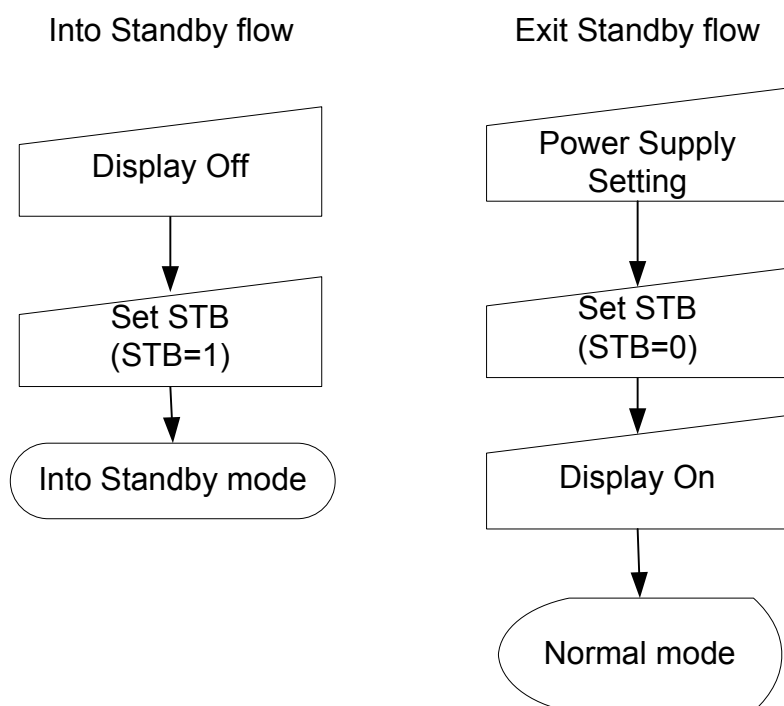 Into Standby flow
Display Off
Set STB
(STB=1)
Into Standby mode
Exit Standby flow
Power Supply
Setting
Set STB
(STB=0)
Display On
Normal mode